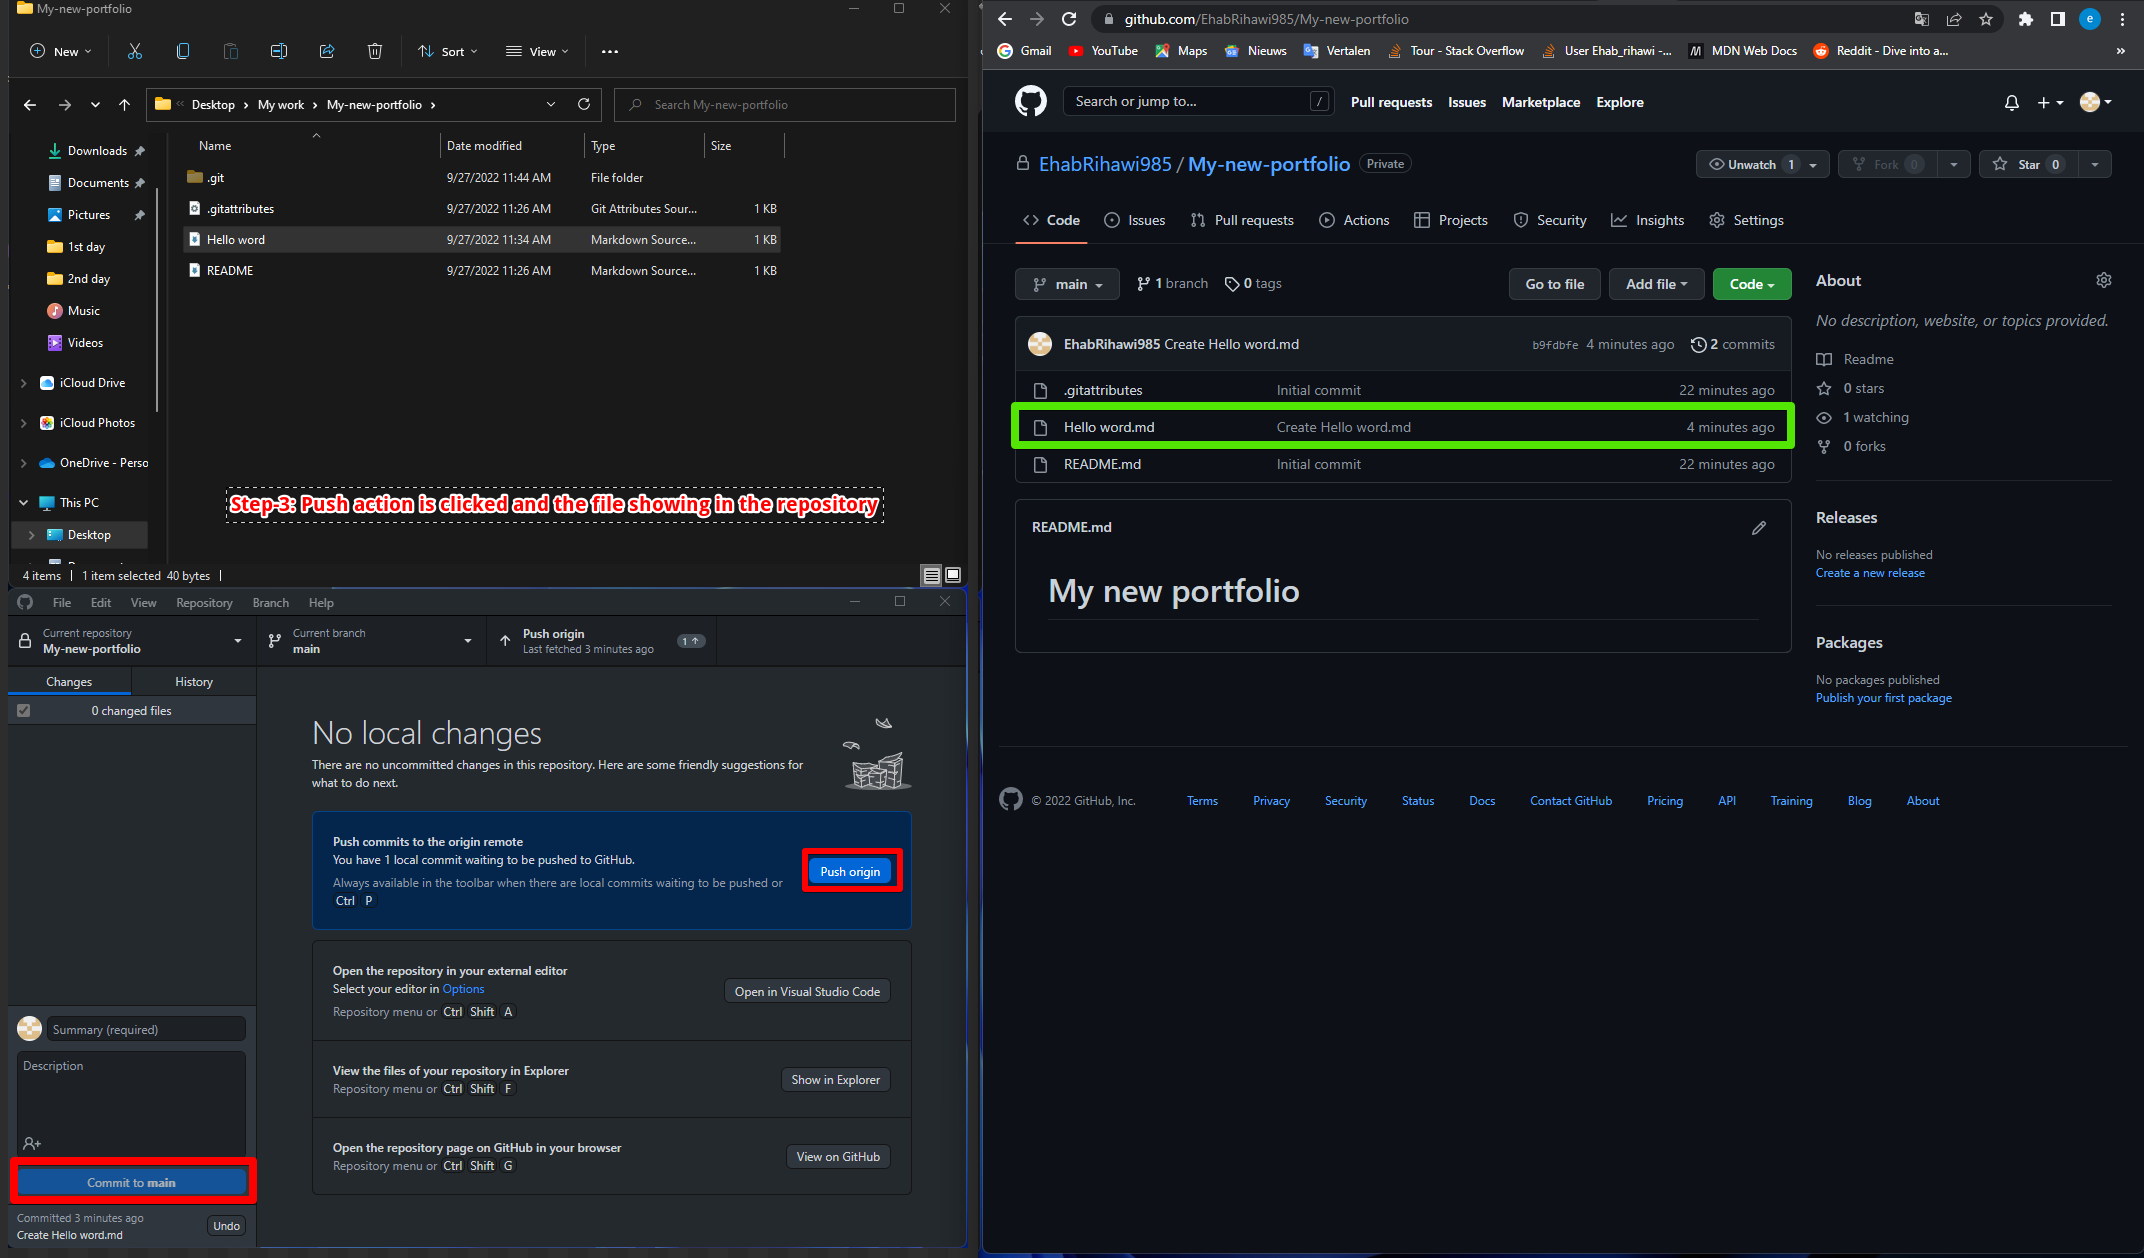 My-new-portfolio
New
Sort
View
Desktop > My work > My-new-portfolio >
Search My-new-portfolio
Name Date modified Type Size
Downloads
Documents
Pictures
1st day
2nd day
Music
Videos
iCloud Drive
iCloud Photos
OneDrive - Perso
This PC
Desktop
.git 9/27/2022 11:44 AM File folder
.gitattributes 9/27/2022 11:26 AM Git Attributes Sour... 1 KB
Hello word 9/27/2022 11:34 AM Markdown Source... 1 KB
README 9/27/2022 11:26 AM Markdown Source... 1 KB
Step-3: Push action is clicked and the file showing in the repository
4 items 1 item selected 40 bytes
File Edit View Repository Branch Help
Current repository
My-new-portfolio
Current branch
main
Push origin
Last fetched 3 minutes ago
1
Changes History
0 changed files
No local changes
There are no uncommitted changes in this repository. Here are some friendly suggestions for
what to do next.
Push commits to the origin remote
You have 1 local commit waiting to be pushed to GitHub.
Always available in the toolbar when there are local commits waiting to be pushed or
Ctrl P
Push origin
Open the repository in your external editor
Select your editor in Options
Repository menu or Ctrl Shift A
Open in Visual Studio Code
View the files of your repository in Explorer
Repository menu or Ctrl Shift F
Show in Explorer
Open the repository page on GitHub in your browser
Repository menu or Ctrl Shift G
View on GitHub
Summary (required)
Description
Commit to main
Committed 3 minutes ago
Create Hello word.md
Undo
github.com/EhabRihawi985/My-new-portfolio
e
Gmail YouTube Maps Nieuws Vertalen Tour - Stack Overflow User Ehab_rihawi -... MDN Web Docs Reddit - Dive into a... »
Search or jump to... /
Pull requests Issues Marketplace Explore
EhabRihawi985 / My-new-portfolio Private
Unwatch 1 Fork 0 Star 0
Code Issues Pull requests Actions Projects Security Insights Settings
main 1 branch 0 tags Go to file Add file Code
EhabRihawi985 Create Hello word.md b9fdbfe 4 minutes ago 2 commits
.gitattributes Initial commit 22 minutes ago
Hello word.md Create Hello word.md 4 minutes ago
README.md Initial commit 22 minutes ago
README.md
My new portfolio
About
No description, website, or topics provided.
Readme
0 stars
1 watching
0 forks
Releases
No releases published
Create a new release
Packages
No packages published
Publish your first package
© 2022 GitHub, Inc. Terms Privacy Security Status Docs Contact GitHub Pricing API Training Blog About